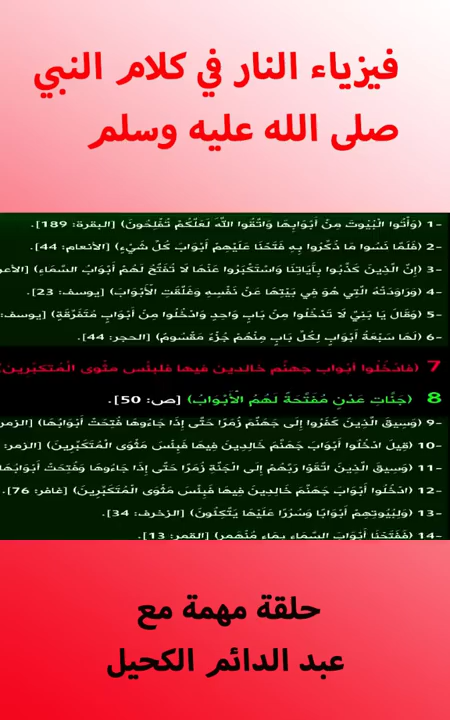 فيزياء النار في كلام النبي
صلى الله عليه وسلم
1- ﴿وَأْتُوا الْبُيُوتَ مِنْ أَبْوَابِهَا وَاتَّقُوا اللَّهَ لَعَلَّكُمْ تُفْلِحُونَ﴾ [البقرة: 189].
2- ﴿فَلَمَّا نَسُوا مَا ذُكِّرُوا بِهِ فَتَحْنَا عَلَيْهِمْ أَبْوَابَ كُلِّ شَيْءٍ﴾ [الأنعام: 44].
3- ﴿إِنَّ الَّذِينَ كَذَّبُوا بِآَيَاتِنَا وَاسْتَكْبَرُوا عَنْهَا لَا تُفَتَّحُ لَهُمْ أَبْوَابُ السَّمَاءِ﴾ [الأعر
4- ﴿وَرَاوَدَتْهُ الَّتِي هُوَ فِي بَيْتِهَا عَنْ نَفْسِهِ وَغَلَّقَتِ الْأَبْوَابَ﴾ [يوسف: 23].
5- ﴿وَقَالَ يَا بَنِيَّ لَا تَدْخُلُوا مِنْ بَابٍ وَاحِدٍ وَادْخُلُوا مِنْ أَبْوَابٍ مُتَفَرِّقَةٍ﴾ [يوسف:
6- ﴿لَهَا سَبْعَةُ أَبْوَابٍ لِكُلِّ بَابٍ مِنْهُمْ جُزْءٌ مَقْسُومٌ﴾ [الحجر: 44].
7 ﴿فَادْخُلُوا أَبْوَابَ جَهَنَّمَ خَالِدِينَ فِيهَا فَلَبِئْسَ مَثْوَى الْمُتَكَبِّرِينَ﴾
8 ﴿جَنَّاتِ عَدْنٍ مُفَتَّحَةً لَهُمُ الْأَبْوَابُ﴾ [ص: 50].
9- ﴿وَسِيقَ الَّذِينَ كَفَرُوا إِلَى جَهَنَّمَ زُمَرًا حَتَّى إِذَا جَاءُوهَا فُتِحَتْ أَبْوَابُهَا﴾ [الزمر
10- ﴿قِيلَ ادْخُلُوا أَبْوَابَ جَهَنَّمَ خَالِدِينَ فِيهَا فَبِئْسَ مَثْوَى الْمُتَكَبِّرِينَ﴾ [الزمر:
11- ﴿وَسِيقَ الَّذِينَ اتَّقَوْا رَبَّهُمْ إِلَى الْجَنَّةِ زُمَرًا حَتَّى إِذَا جَاءُوهَا وَفُتِحَتْ أَبْوَابُهَا
12- ﴿ادْخُلُوا أَبْوَابَ جَهَنَّمَ خَالِدِينَ فِيهَا فَبِئْسَ مَثْوَى الْمُتَكَبِّرِينَ﴾ [غافر: 76].
13- ﴿وَلِبُيُوتِهِمْ أَبْوَابًا وَسُرُرًا عَلَيْهَا يَتَّكِئُونَ﴾ [الزخرف: 34].
14- ﴿فَفَتَحْنَا أَبْوَابَ السَّمَاءِ بِمَاءٍ مُنْهَمِرٍ﴾ [القمر: 13].
حلقة مهمة مع
عبد الدائم الكحيل